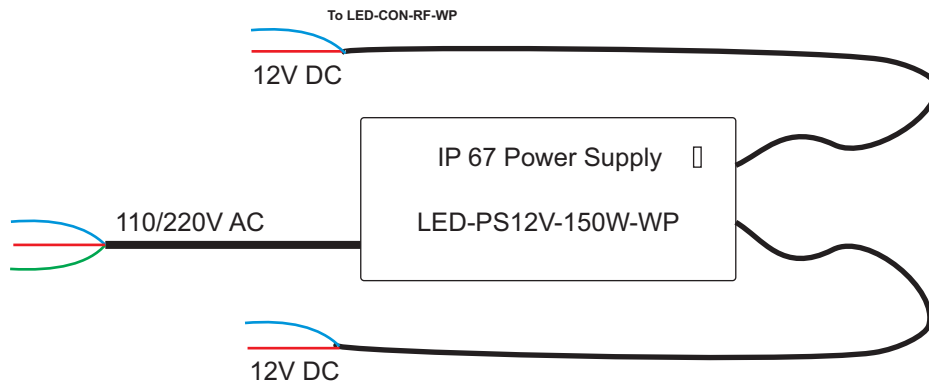 To LED-CON-RF-WP
12V DC
IP 67 Power Supply
110/220V AC
LED-PS12V-150W-WP
12V DC